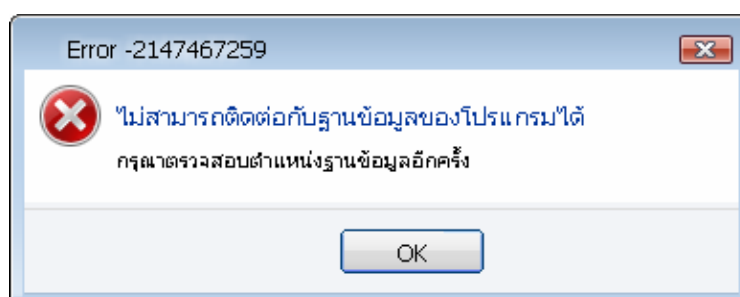 Error -2147467259
ไม่สามารถติดต่อกับฐานข้อมูลของโปรแกรมได้
กรุณาตรวจสอบตำแหน่งฐานข้อมูลอีกครั้ง
OK